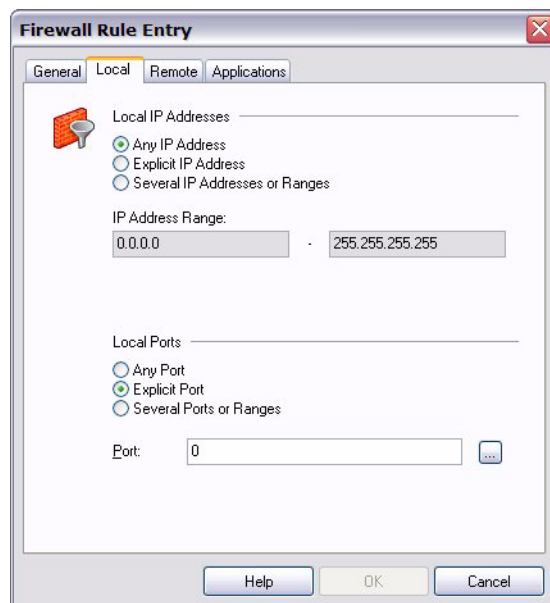 Firewall Rule Entry
General Local Remote Applications
Local IP Addresses
Any IP Address
Explicit IP Address
Several IP Addresses or Ranges
IP Address Range:
0.0.0.0 - 255.255.255.255
Local Ports
Any Port
Explicit Port
Several Ports or Ranges
Port: 0 ...
Help OK Cancel